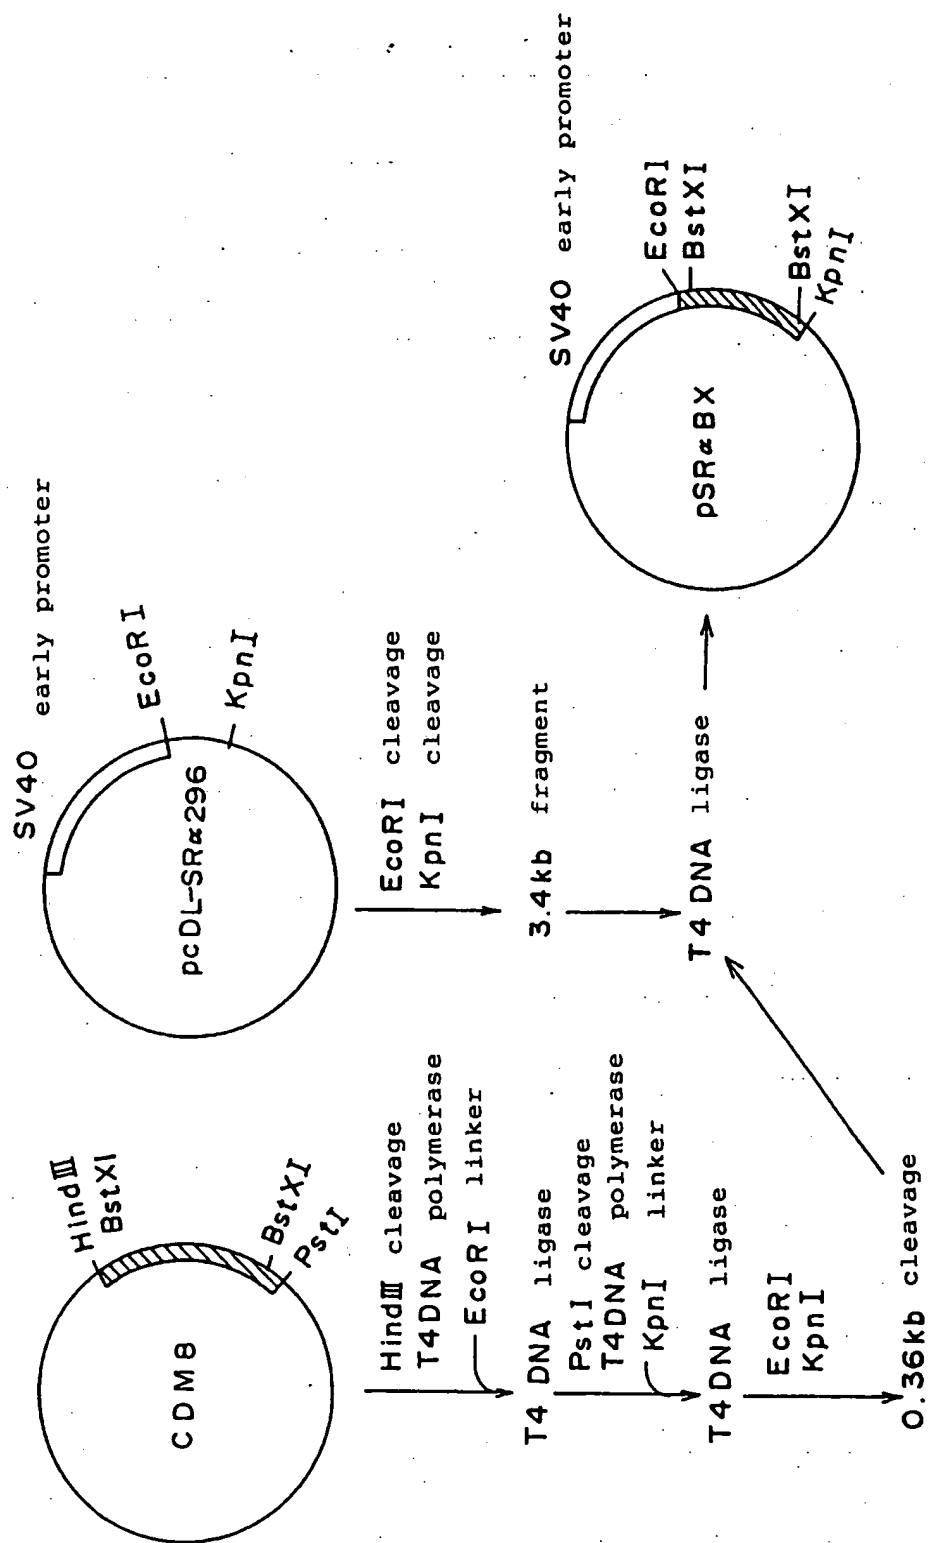 HindⅢ
BstXI
CDM8
BstXI
PstI
HindⅢ cleavage
T4DNA polymerase
EcoRI linker
T4 DNA ligase
PstI cleavage
T4DNA polymerase
KpnI linker
T4 DNA ligase
EcoRI
KpnI
0.36kb cleavage
SV40 early promoter
EcoRI
KpnI
pcDL-SRα296
EcoRI cleavage
KpnI cleavage
3.4kb fragment
T4 DNA ligase
SV40 early promoter
EcoRI
BstXI
pSRαBX
BstXI
KpnI